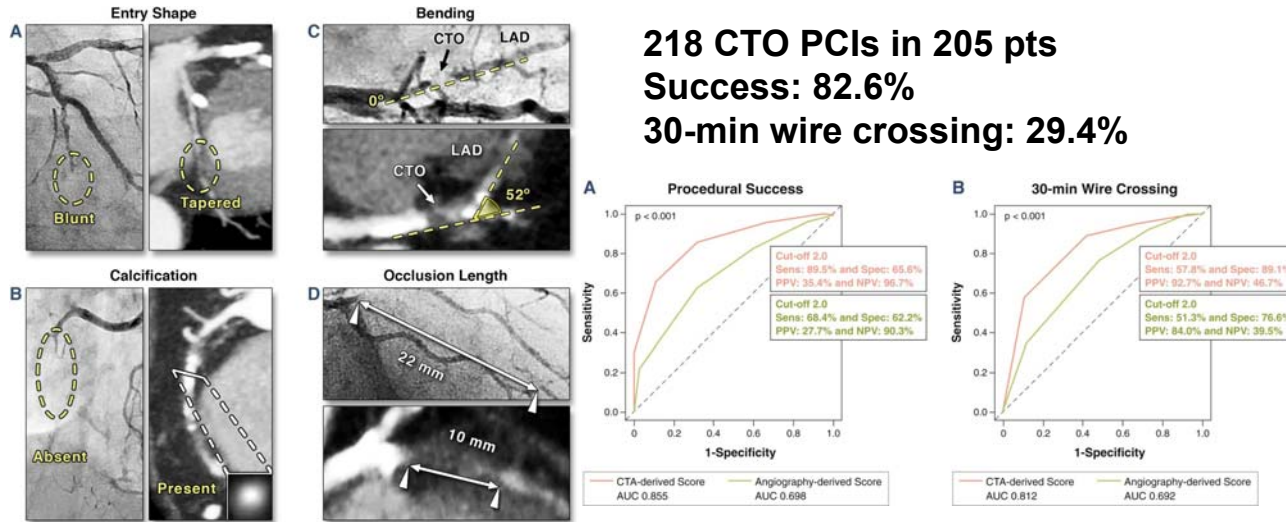 Entry Shape
A
Blunt
Tapered
Calcification
B
Absent
Present
Bending
C
CTO
LAD
0°
LAD
CTO
52°
Occlusion Length
D
22 mm
10 mm
218 CTO PCIs in 205 pts
Success: 82.6%
30-min wire crossing: 29.4%
A
Procedural Success
p < 0.001
1.0
0.8
0.6
0.4
0.2
0.0
Sensitivity
Cut-off 2.0
Sens: 89.5% and Spec: 65.6%
PPV: 35.4% and NPV: 96.7%
Cut-off 2.0
Sens: 68.4% and Spec: 62.2%
PPV: 27.7% and NPV: 90.3%
0.0 0.2 0.4 0.6 0.8 1.0
1-Specificity
CTA-derived Score
AUC 0.855
Angiography-derived Score
AUC 0.698
B
30-min Wire Crossing
p < 0.001
1.0
0.8
0.6
0.4
0.2
0.0
Sensitivity
Cut-off 2.0
Sens: 57.8% and Spec: 89.1%
PPV: 92.7% and NPV: 46.7%
Cut-off 2.0
Sens: 51.3% and Spec: 76.6%
PPV: 84.0% and NPV: 39.5%
0.0 0.2 0.4 0.6 0.8 1.0
1-Specificity
CTA-derived Score
AUC 0.812
Angiography-derived Score
AUC 0.692